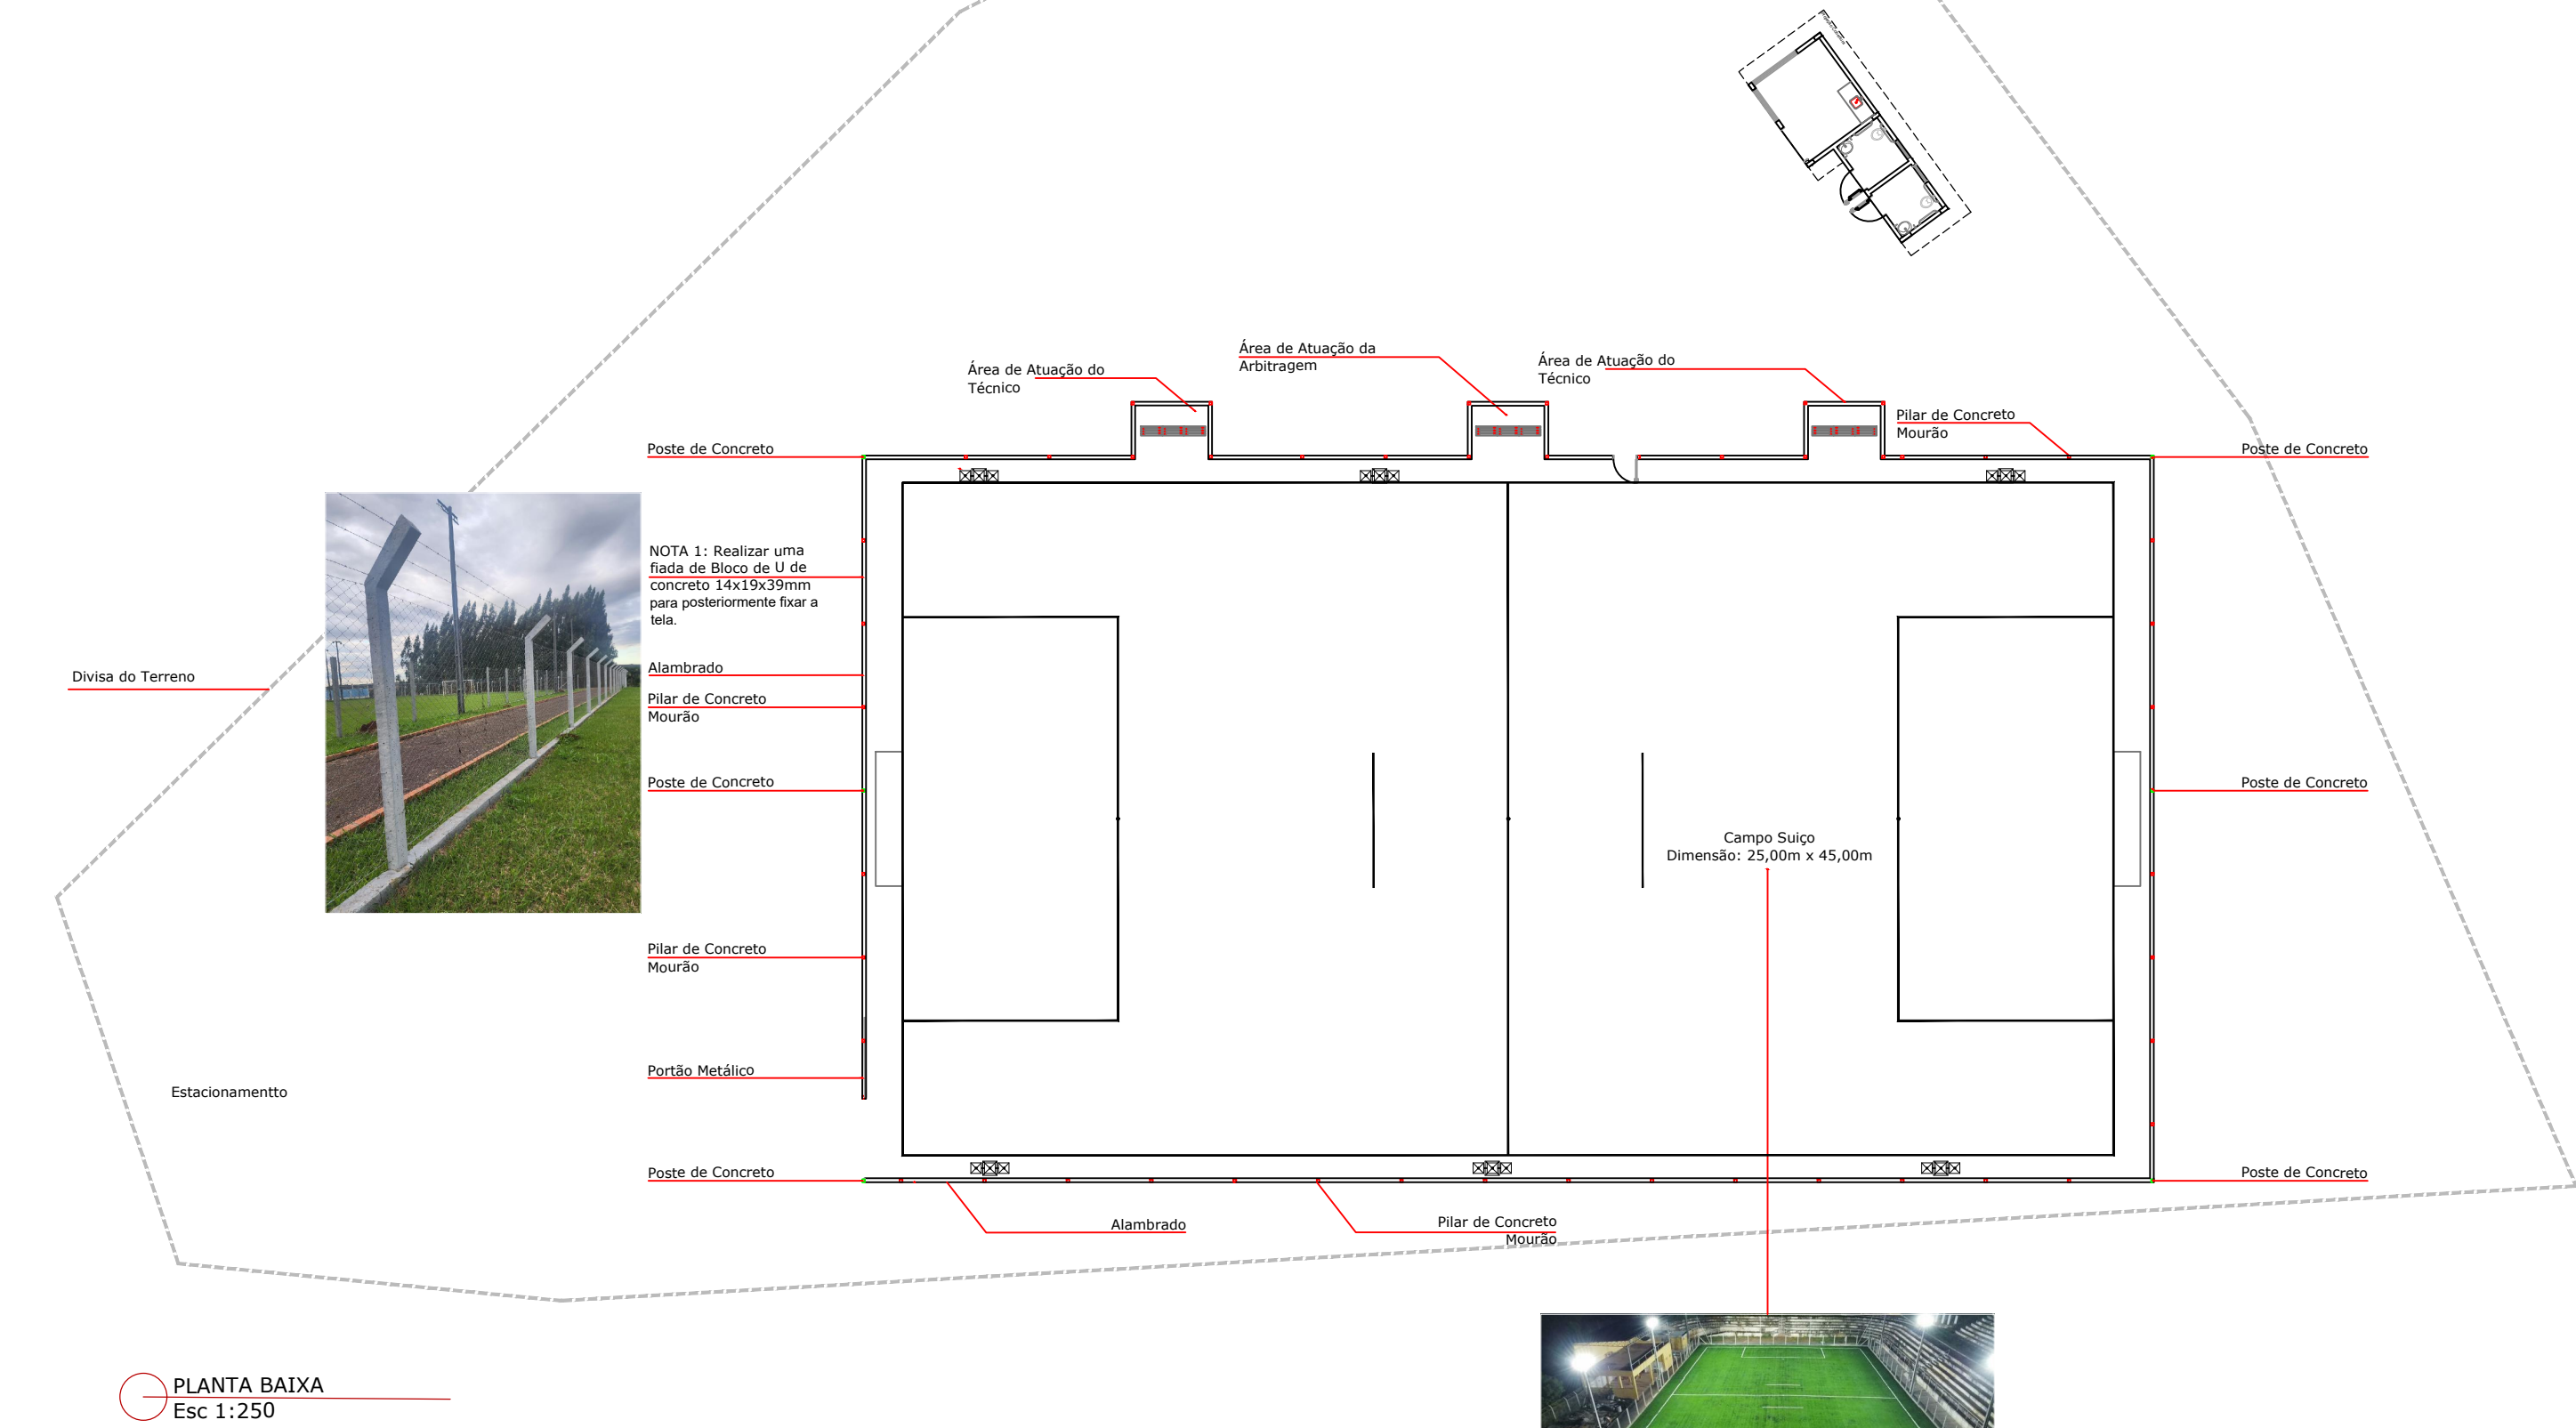 Área de Atuação do
Técnico
Área de Atuação da
Arbitragem
Área de Atuação do
Técnico
Pilar de Concreto
Mourão
Poste de Concreto
Poste de Concreto
NOTA 1: Realizar uma
fiada de Bloco de U de
concreto 14x19x39mm
para posteriormente fixar a
tela.
Alambrado
Divisa do Terreno
Pilar de Concreto
Mourão
Poste de Concreto
Poste de Concreto
Campo Suiço
Dimensão: 25,00m x 45,00m
Pilar de Concreto
Mourão
Portão Metálico
Estacionamentto
Poste de Concreto
Poste de Concreto
Alambrado
Pilar de Concreto
Mourão
PLANTA BAIXA
Esc 1:250